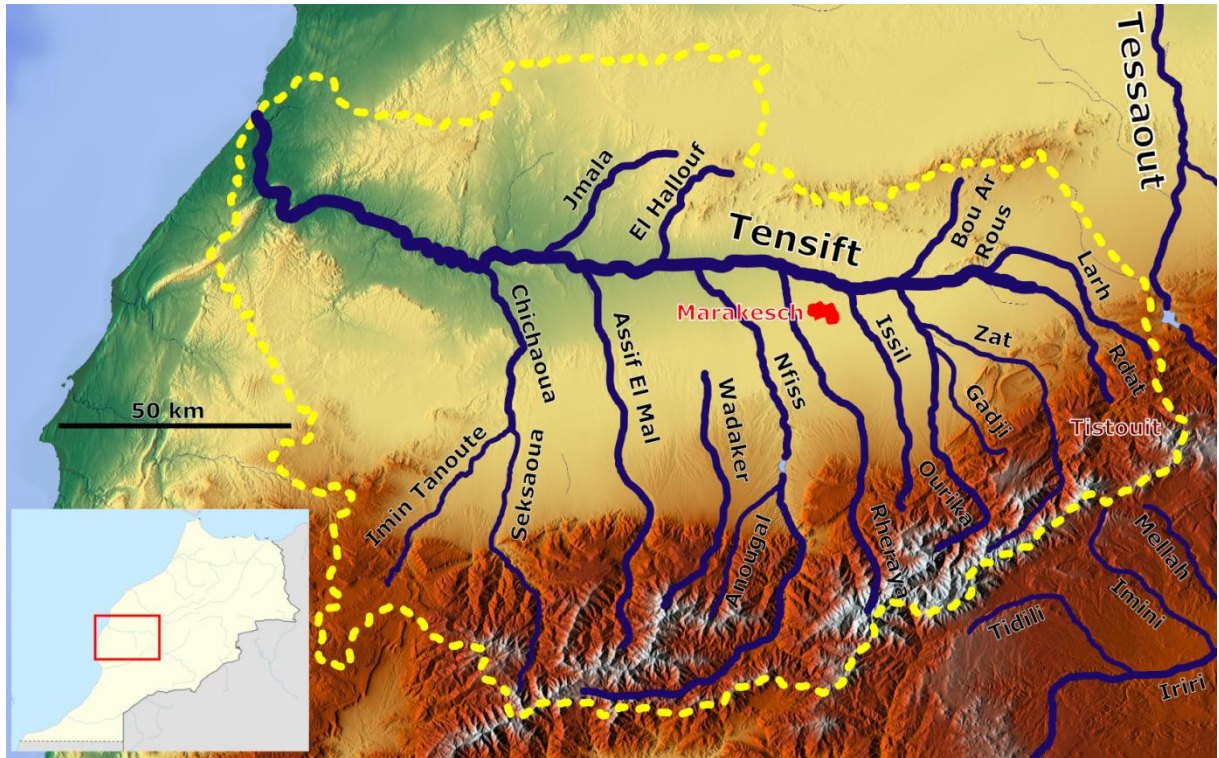 Tessaout
Jmala
El Hallouf
Bou Ar
Rous
Tensift
Larh
Chichaoua
Marakesch
Issil
Zat
Assif El Mal
Nfiss
Rdat
Wadaker
Gadji
50 km
Tistouit
Imin Tanoute
Seksaoua
Ourika
Anougal
Rheraya
Mellah
Imini
Tidili
Iriri